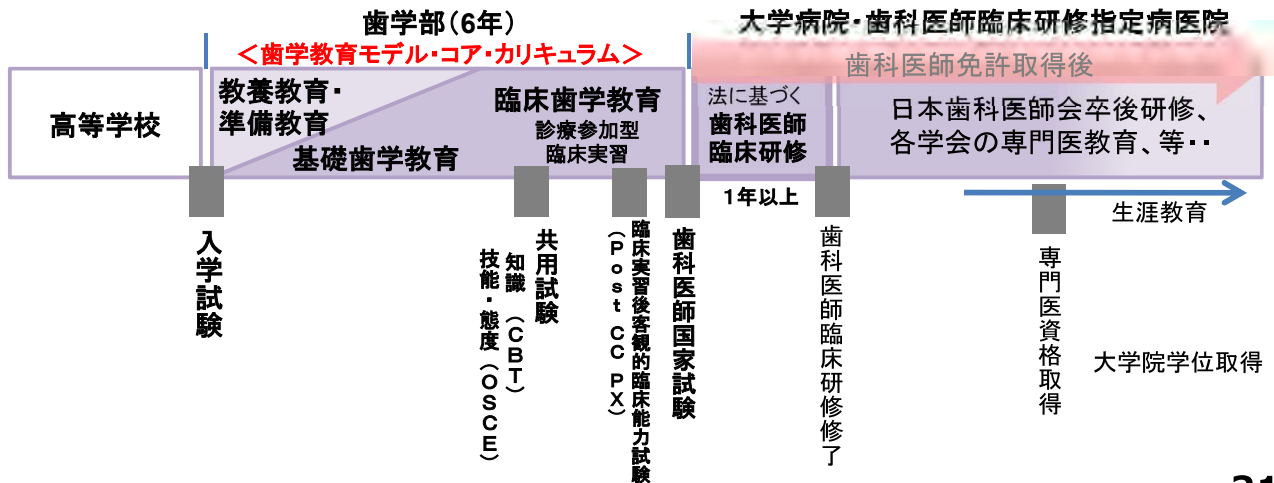 歯学部（6年）
＜歯学教育モデル・コア・カリキュラム＞
大学病院・歯科医師臨床研修指定病医院
歯科医師免許取得後
高等学校
教養教育・
準備教育
基礎歯学教育
臨床歯学教育
診療参加型
臨床実習
法に基づく
歯科医師
臨床研修
1年以上
日本歯科医師会卒後研修、
各学会の専門医教育、等・・
生涯教育
入学試験
共用試験
知識（CBT）
技能・態度（OSCE）
臨床実習後客観的臨床能力試験
（Post CC PX）
歯科医師国家試験
歯科医師臨床研修修了
専門医資格取得
大学院学位取得